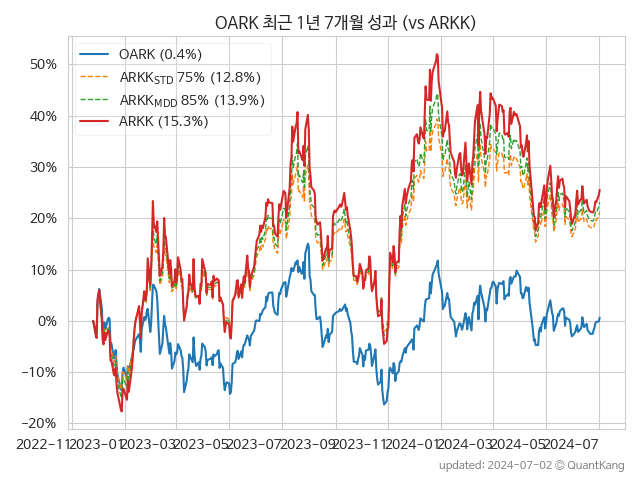 OARK 최근 1년 7개월 성과 (vs ARKK)
OARK (0.4%)
ARKK_STD 75% (12.8%)
ARKK_MDD 85% (13.9%)
ARKK (15.3%)
50%
40%
30%
20%
10%
0%
−10%
−20%
2022-11 2023-01 2023-03 2023-05 2023-07 2023-09 2023-11 2024-01 2024-03 2024-05 2024-07
updated: 2024-07-02 © QuantKang